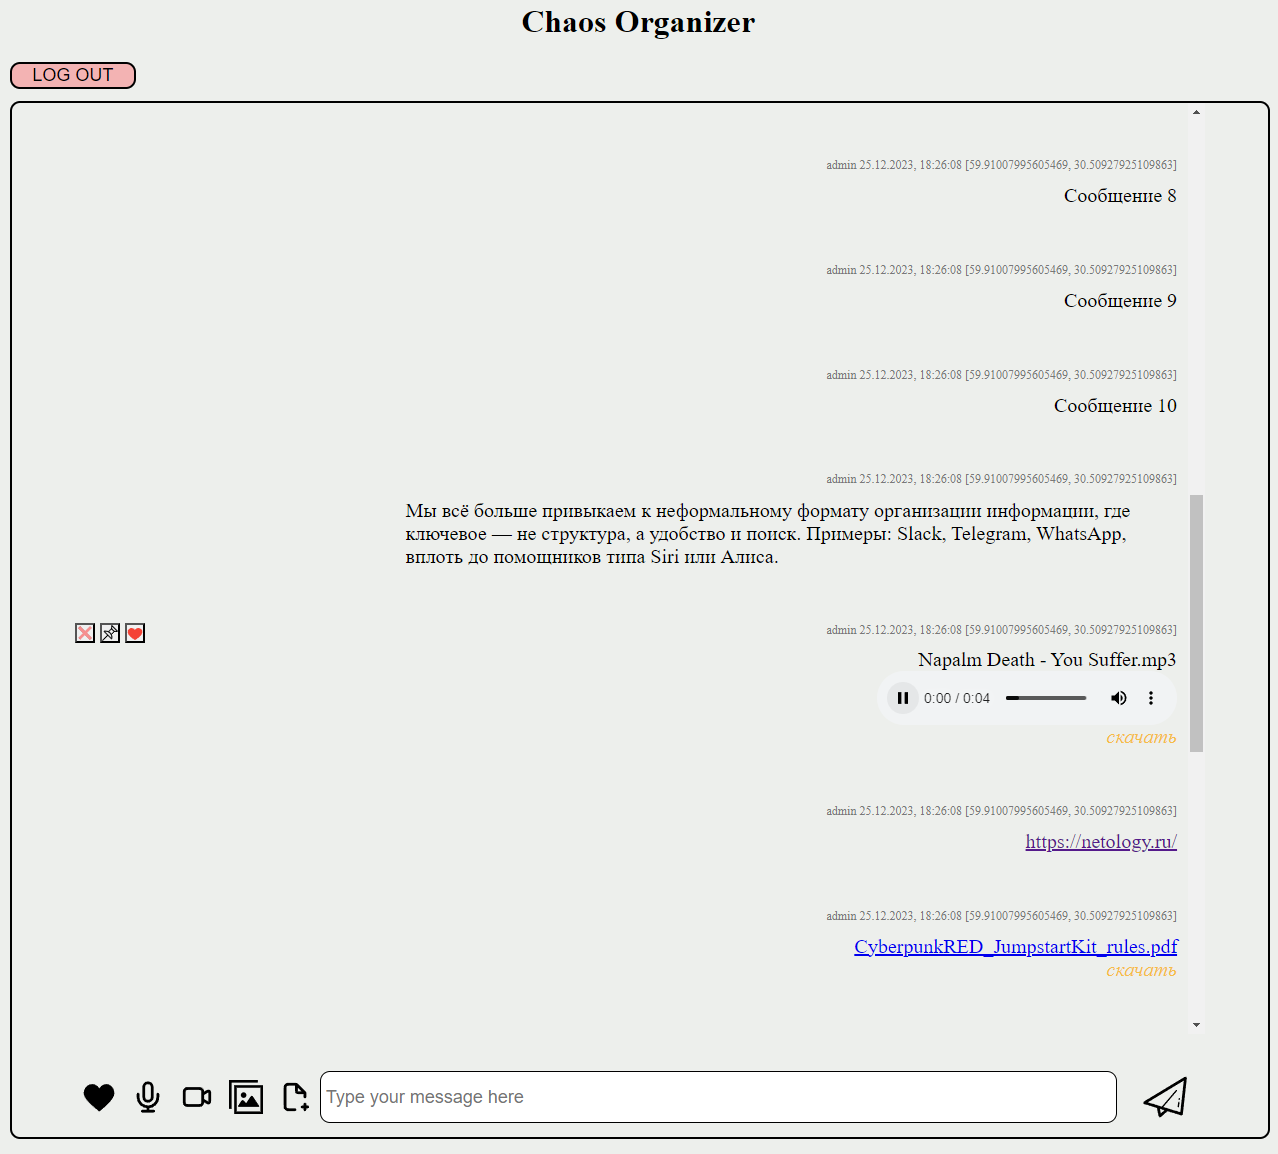 Chaos Organizer
LOG OUT
admin 25.12.2023, 18:26:08 [59.91007995605469, 30.50927925109863]
Сообщение 8
admin 25.12.2023, 18:26:08 [59.91007995605469, 30.50927925109863]
Сообщение 9
admin 25.12.2023, 18:26:08 [59.91007995605469, 30.50927925109863]
Сообщение 10
admin 25.12.2023, 18:26:08 [59.91007995605469, 30.50927925109863]
Мы всё больше привыкаем к неформальному формату организации информации, где
ключевое — не структура, а удобство и поиск. Примеры: Slack, Telegram, WhatsApp,
вплоть до помощников типа Siri или Алиса.
admin 25.12.2023, 18:26:08 [59.91007995605469, 30.50927925109863]
Napalm Death - You Suffer.mp3
0:00 / 0:04
скачать
admin 25.12.2023, 18:26:08 [59.91007995605469, 30.50927925109863]
https://netology.ru/
admin 25.12.2023, 18:26:08 [59.91007995605469, 30.50927925109863]
CyberpunkRED_JumpstartKit_rules.pdf
скачать
Type your message here